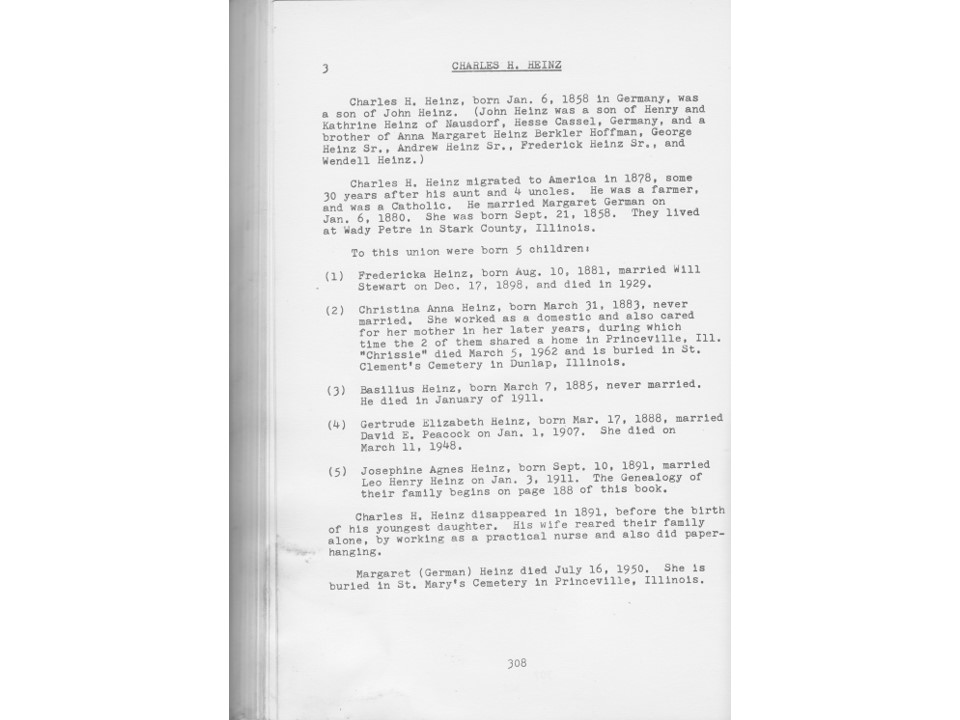 3 CHARLES H. HEINZ
Charles H. Heinz, born Jan. 6, 1858 in Germany, was
a son of John Heinz. (John Heinz was a son of Henry and
Kathrine Heinz of Nausdorf, Hesse Cassel, Germany, and a
brother of Anna Margaret Heinz Berkler Hoffman, George
Heinz Sr., Andrew Heinz Sr., Frederick Heinz Sr., and
Wendell Heinz.)
Charles H. Heinz migrated to America in 1878, some
30 years after his aunt and 4 uncles. He was a farmer,
and was a Catholic. He married Margaret German on
Jan. 6, 1880. She was born Sept. 21, 1858. They lived
at Wady Petre in Stark County, Illinois.
To this union were born 5 children:
(1) Fredericka Heinz, born Aug. 10, 1881, married Will
Stewart on Dec. 17, 1898, and died in 1929.
(2) Christina Anna Heinz, born March 31, 1883, never
married. She worked as a domestic and also cared
for her mother in her later years, during which
time the 2 of them shared a home in Princeville, Ill.
"Chrissie" died March 5, 1962 and is buried in St.
Clement's Cemetery in Dunlap, Illinois.
(3) Basilius Heinz, born March 7, 1885, never married.
He died in January of 1911.
(4) Gertrude Elizabeth Heinz, born Mar. 17, 1888, married
David E. Peacock on Jan. 1, 1907. She died on
March 11, 1948.
(5) Josephine Agnes Heinz, born Sept. 10, 1891, married
Leo Henry Heinz on Jan. 3, 1911. The Genealogy of
their family begins on page 188 of this book.
Charles H. Heinz disappeared in 1891, before the birth
of his youngest daughter. His wife reared their family
alone, by working as a practical nurse and also did paper-
hanging.
Margaret (German) Heinz died July 16, 1950. She is
buried in St. Mary's Cemetery in Princeville, Illinois.
308